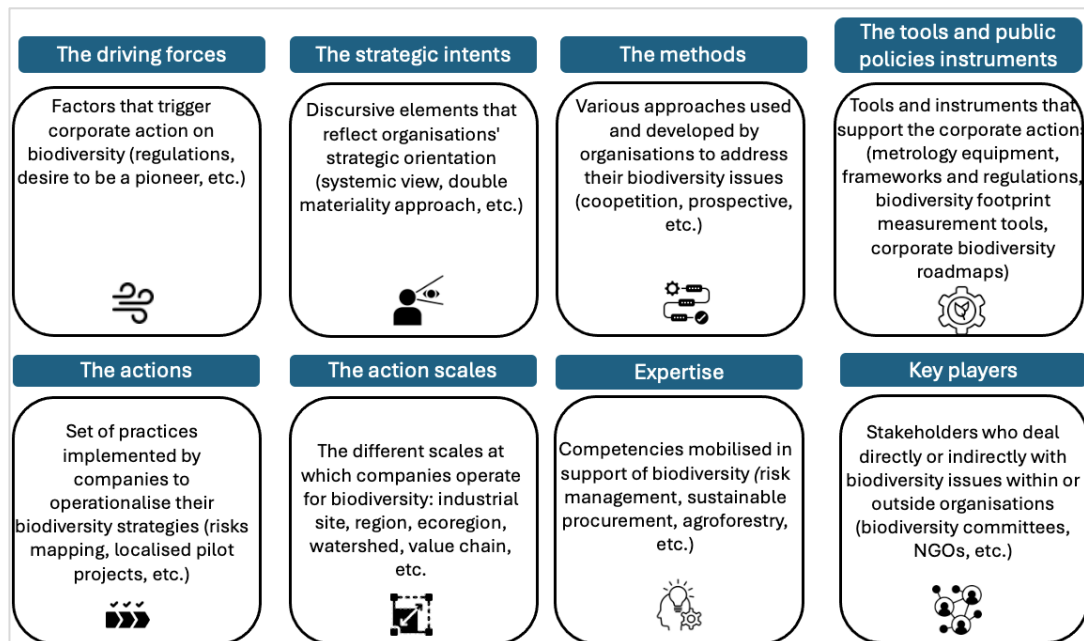 The driving forces
Factors that trigger
corporate action on
biodiversity (regulations,
desire to be a pioneer, etc.)
The strategic intents
Discursive elements that
reflect organisations'
strategic orientation
(systemic view, double
materiality approach, etc.)
The methods
Various approaches used
and developed by
organisations to address
their biodiversity issues
(coopetition, prospective,
etc.)
The tools and public
policies instruments
Tools and instruments that
support the corporate action
(metrology equipment,
frameworks and regulations,
biodiversity footprint
measurement tools,
corporate biodiversity
roadmaps)
The actions
Set of practices
implemented by
companies to
operationalise their
biodiversity strategies (risks
mapping, localised pilot
projects, etc.)
The action scales
The different scales at
which companies operate
for biodiversity: industrial
site, region, ecoregion,
watershed, value chain,
etc.
Expertise
Competencies mobilised in
support of biodiversity (risk
management, sustainable
procurement, agroforestry,
etc.)
Key players
Stakeholders who deal
directly or indirectly with
biodiversity issues within or
outside organisations
(biodiversity committees,
NGOs, etc.)